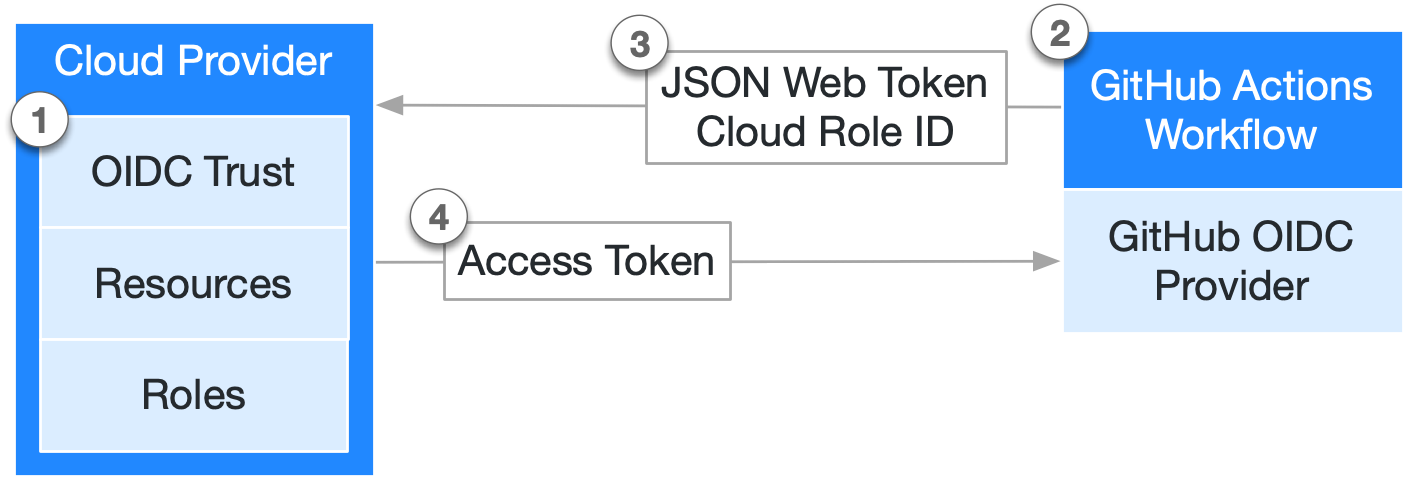 Cloud Provider
1
OIDC Trust
Resources
Roles
3
JSON Web Token
Cloud Role ID
4
Access Token
2
GitHub Actions
Workflow
GitHub OIDC
Provider